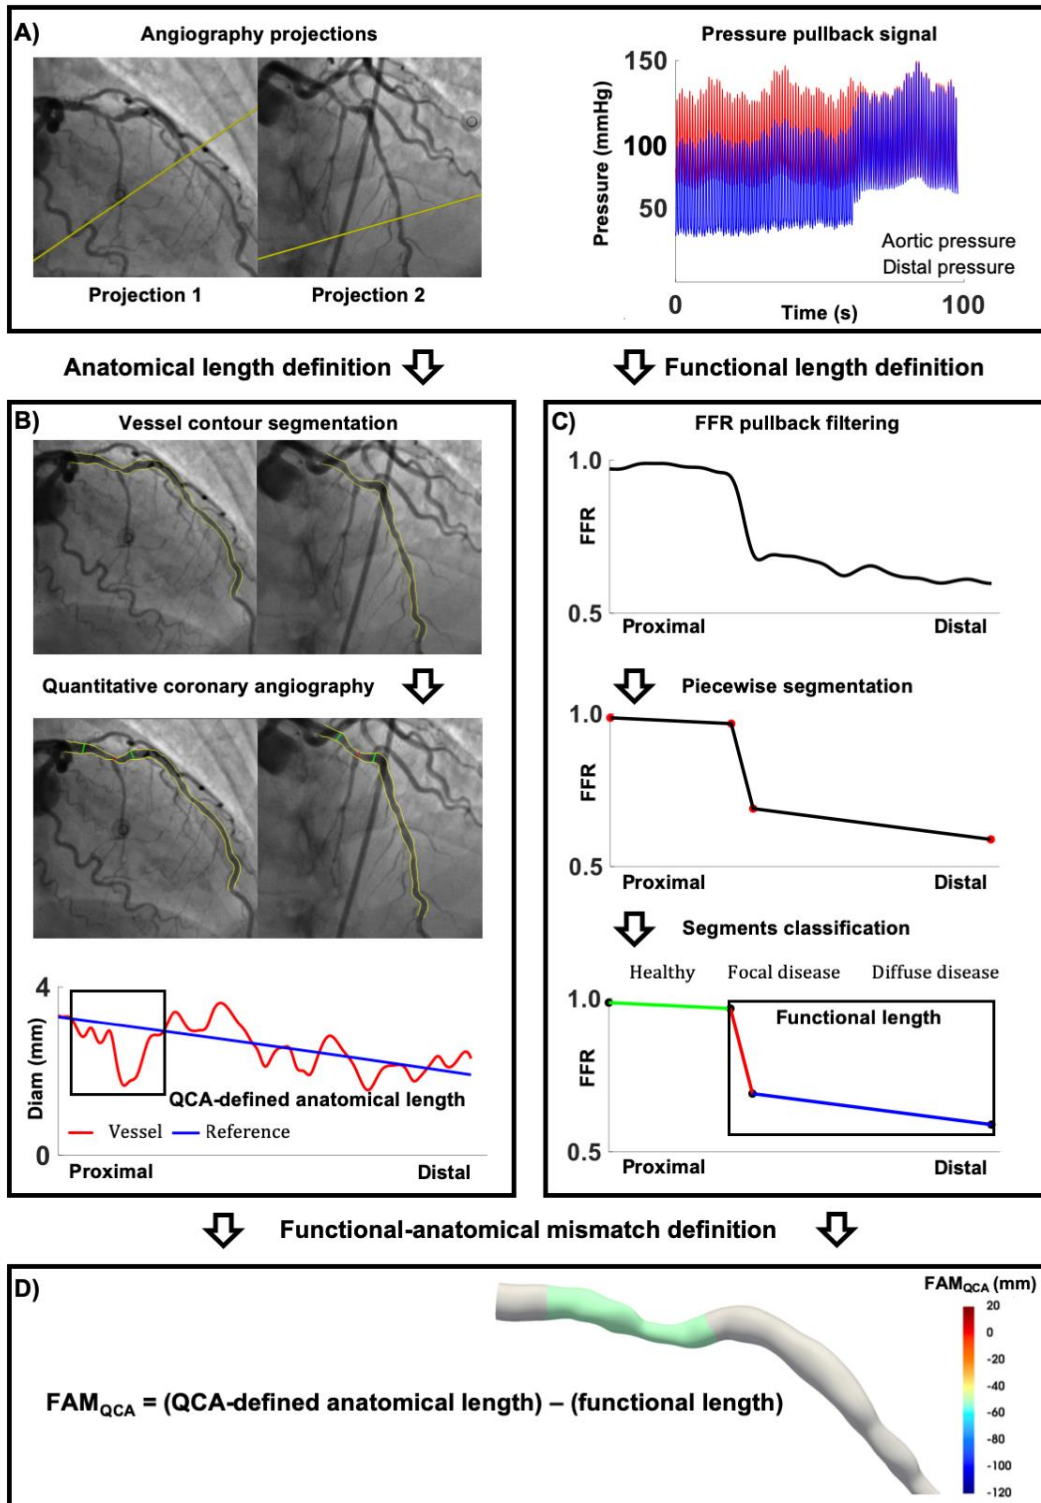 A)
Angiography projections
Projection 1
Projection 2
Pressure pullback signal
Pressure (mmHg)
150
100
50
Aortic pressure
Distal pressure
0
100
Time (s)
Anatomical length definition
Functional length definition
B)
Vessel contour segmentation
Quantitative coronary angiography
4
Diam (mm)
QCA-defined anatomical length
Vessel
Reference
0
Proximal
Distal
C)
FFR pullback filtering
1.0
FFR
0.5
Proximal
Distal
Piecewise segmentation
1.0
FFR
0.5
Proximal
Distal
Segments classification
Healthy
Focal disease
Diffuse disease
1.0
Functional length
FFR
0.5
Proximal
Distal
Functional-anatomical mismatch definition
D)
FAMQCA = (QCA-defined anatomical length) – (functional length)
FAMQCA (mm)
20
0
-20
-40
-60
-80
-100
-120